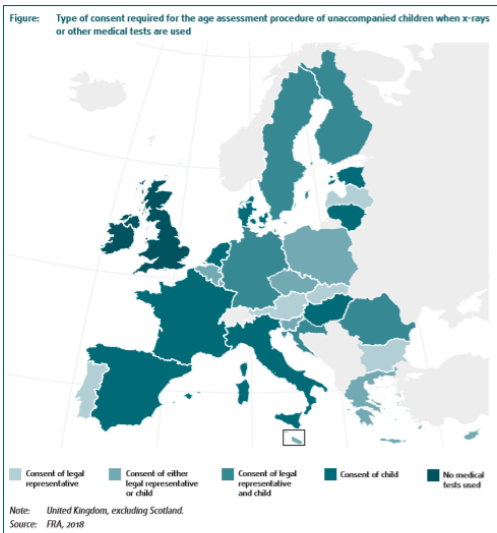 Figure: Type of consent required for the age assessment procedure of unaccompanied children when x-rays
or other medical tests are used
Consent of legal
representative
Consent of either
legal representative
or child
Consent of legal
representative
and child
Consent of child
No medical
tests used
Note: United Kingdom, excluding Scotland.
Source: FRA, 2018